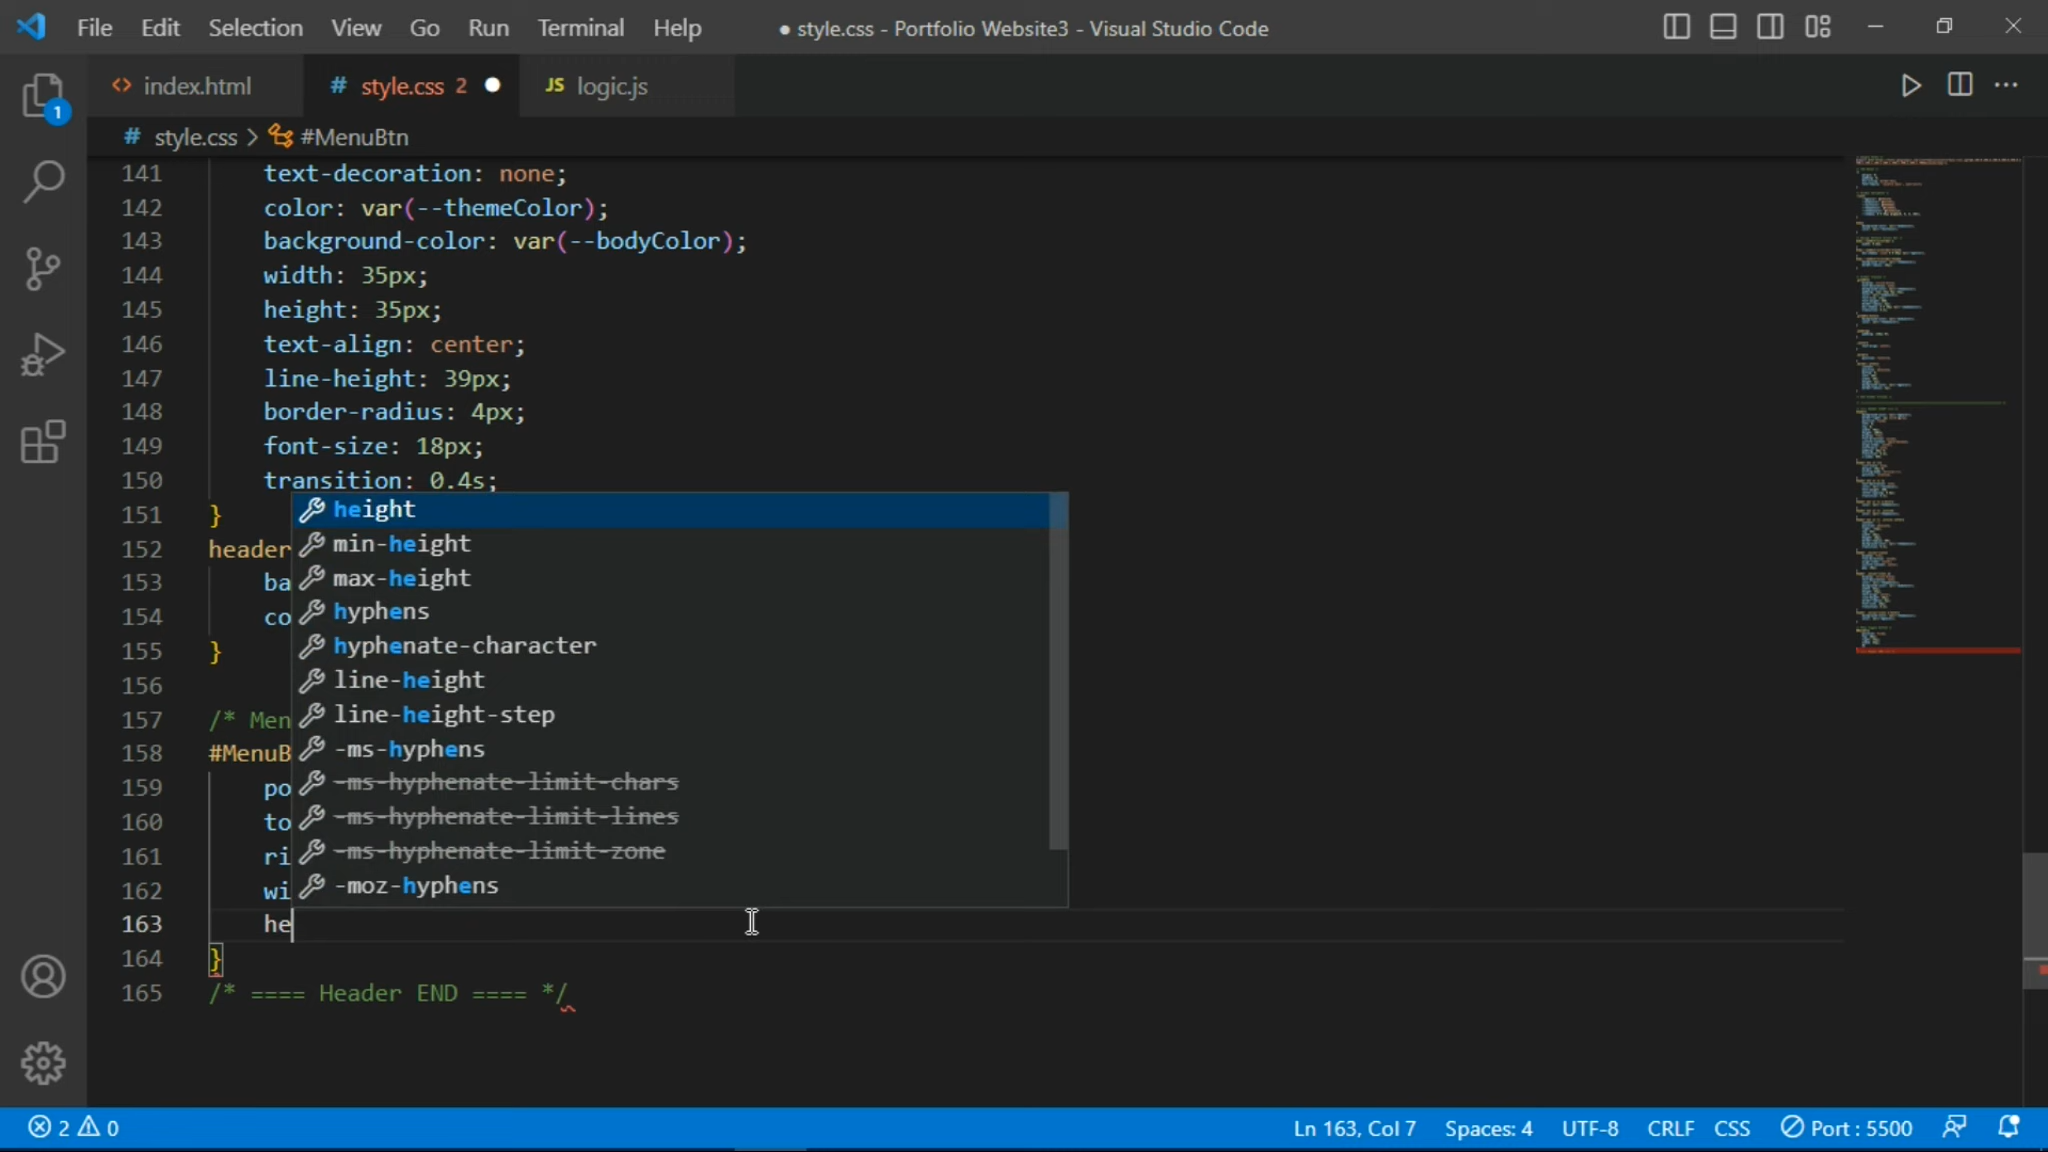 File Edit Selection View Go Run Terminal Help ● style.css - Portfolio Website3 - Visual Studio Code
<> index.html # style.css 2 JS logic.js
# style.css > #MenuBtn
141 text-decoration: none;
142 color: var(--themeColor);
143 background-color: var(--bodyColor);
144 width: 35px;
145 height: 35px;
146 text-align: center;
147 line-height: 39px;
148 border-radius: 4px;
149 font-size: 18px;
150 transition: 0.4s;
height
151 }
152 header min-height
153 ba max-height
154 co hyphens
155 } hyphenate-character
156 line-height
157 /* Men line-height-step
158 #MenuB -ms-hyphens
159 po -ms-hyphenate-limit-chars
160 to -ms-hyphenate-limit-lines
161 ri -ms-hyphenate-limit-zone
162 wi -moz-hyphens
163 he
164 }
165 /* ==== Header END ==== */
1
2 0 Ln 163, Col 7 Spaces: 4 UTF-8 CRLF CSS Port : 5500